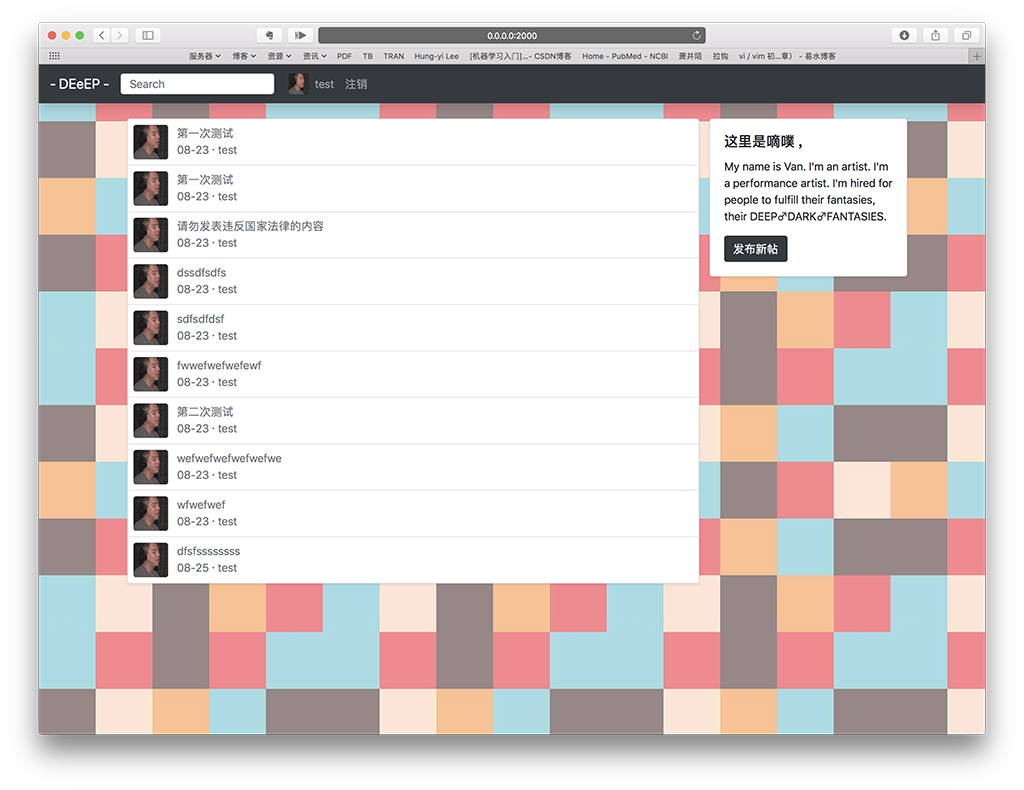 0.0.0.0:2000
服务器 博客 资源 资讯 PDF TB TRAN Hung-yi Lee [机器学习入门]...- CSDN博客 Home - PubMed - NCBI 萧井陌 拉钩 vi / vim 初...章） - 易水博客
- DEeEP - Search test 注销
第一次测试
08-23 · test
第一次测试
08-23 · test
请勿发表违反国家法律的内容
08-23 · test
dssdfsdfs
08-23 · test
sdfsdfdsf
08-23 · test
fwwefwefwefewf
08-23 · test
第二次测试
08-23 · test
wefwefwefwefwefwe
08-23 · test
wfwefwef
08-23 · test
dfsfssssssss
08-25 · test
这里是嘀噗 ,
My name is Van. I'm an artist. I'm
a performance artist. I'm hired for
people to fulfill their fantasies,
their DEEP♂DARK♂FANTASIES.
发布新帖